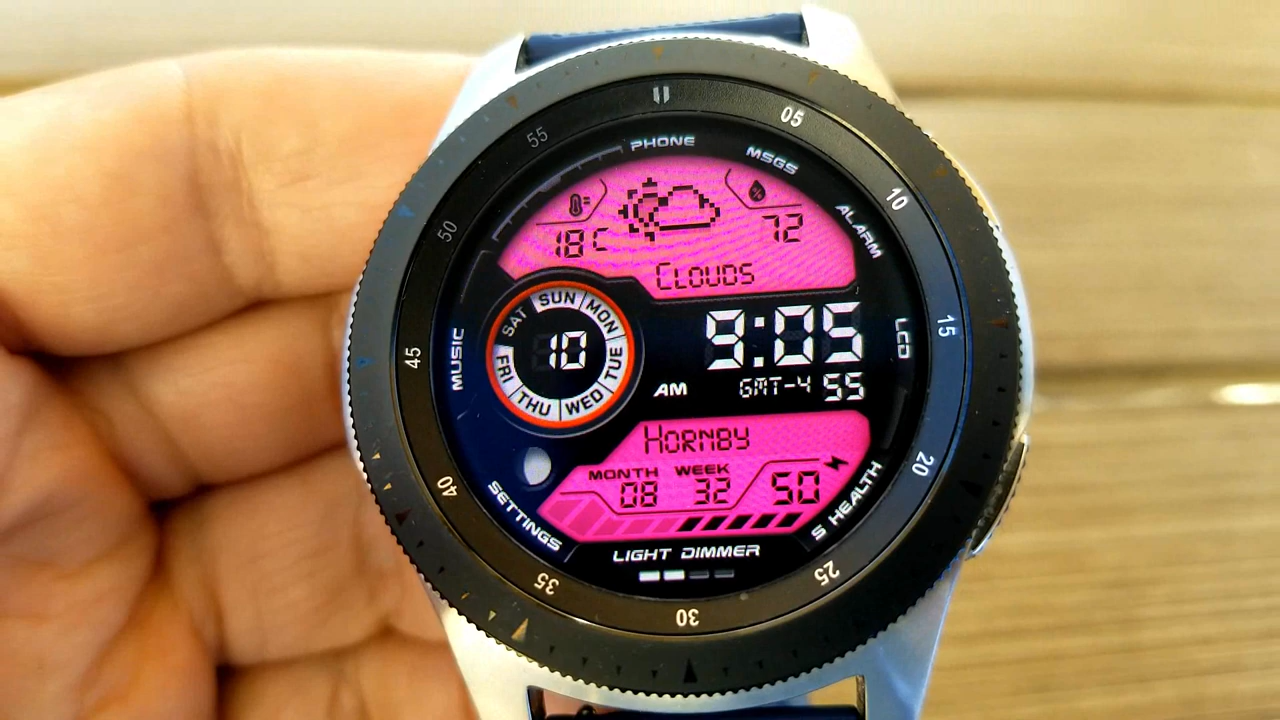 05
10
15
20
25
30
35
40
45
50
55
PHONE
MSGS
ALARM
LCD
S HEALTH
LIGHT DIMMER
SETTINGS
MUSIC
18C
72
CLOUDS
SUN MON TUE WED THU FRI SAT
10
9:05
AM GMT-4 55
HORNBY
MONTH WEEK
08 32 50